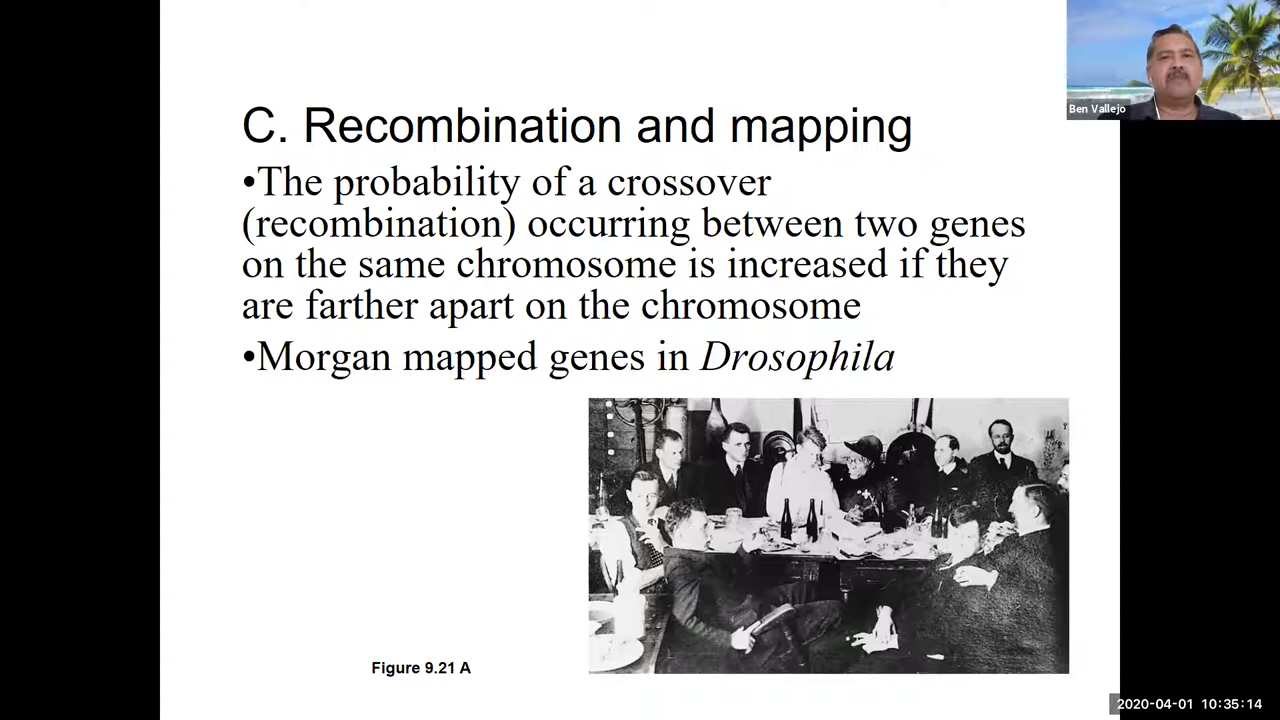 C. Recombination and mapping
•The probability of a crossover
(recombination) occurring between two genes
on the same chromosome is increased if they
are farther apart on the chromosome
•Morgan mapped genes in Drosophila
Figure 9.21 A
Ben Vallejo
2020-04-01 10:35:14